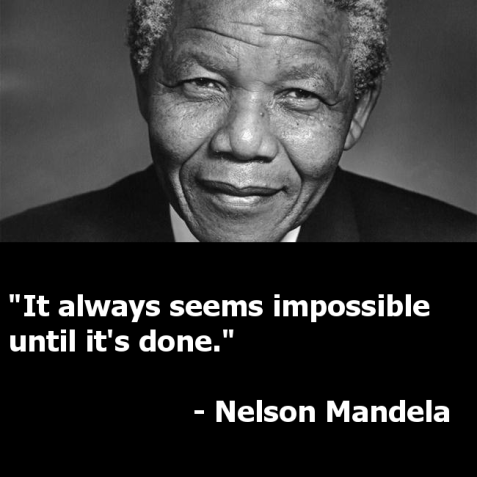 "It always seems impossible
until it's done."
- Nelson Mandela